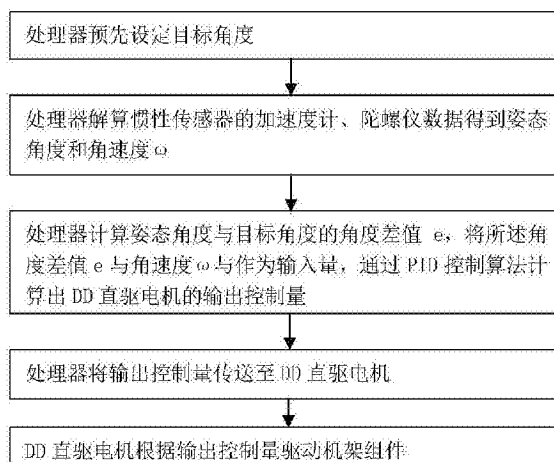 处理器预先设定目标角度
处理器解算惯性传感器的加速度计、陀螺仪数据得到姿态
角度和角速度ω
处理器计算姿态角度与目标角度的角度差值 e，将所述角
度差值 e 与角速度ω与作为输入量，通过 PID 控制算法计
算出 DD 直驱电机的输出控制量
处理器将输出控制量传送至 DD 直驱电机
DD 直驱电机根据输出控制量驱动机架组件